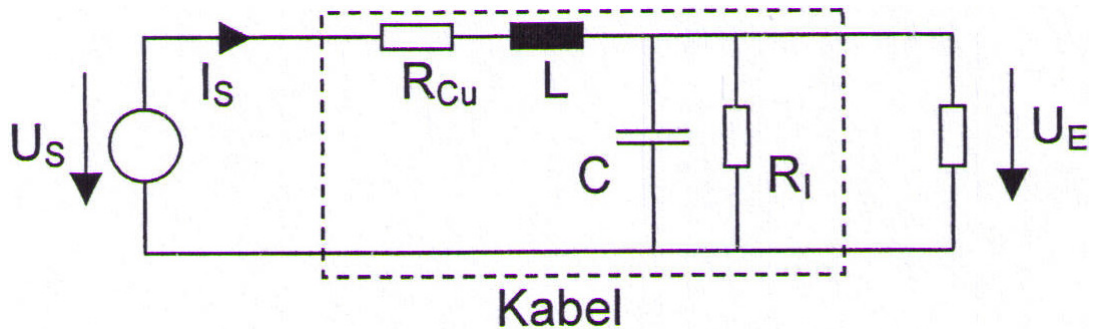 I_S
R_Cu
L
U_S
C
R_I
U_E
Kabel